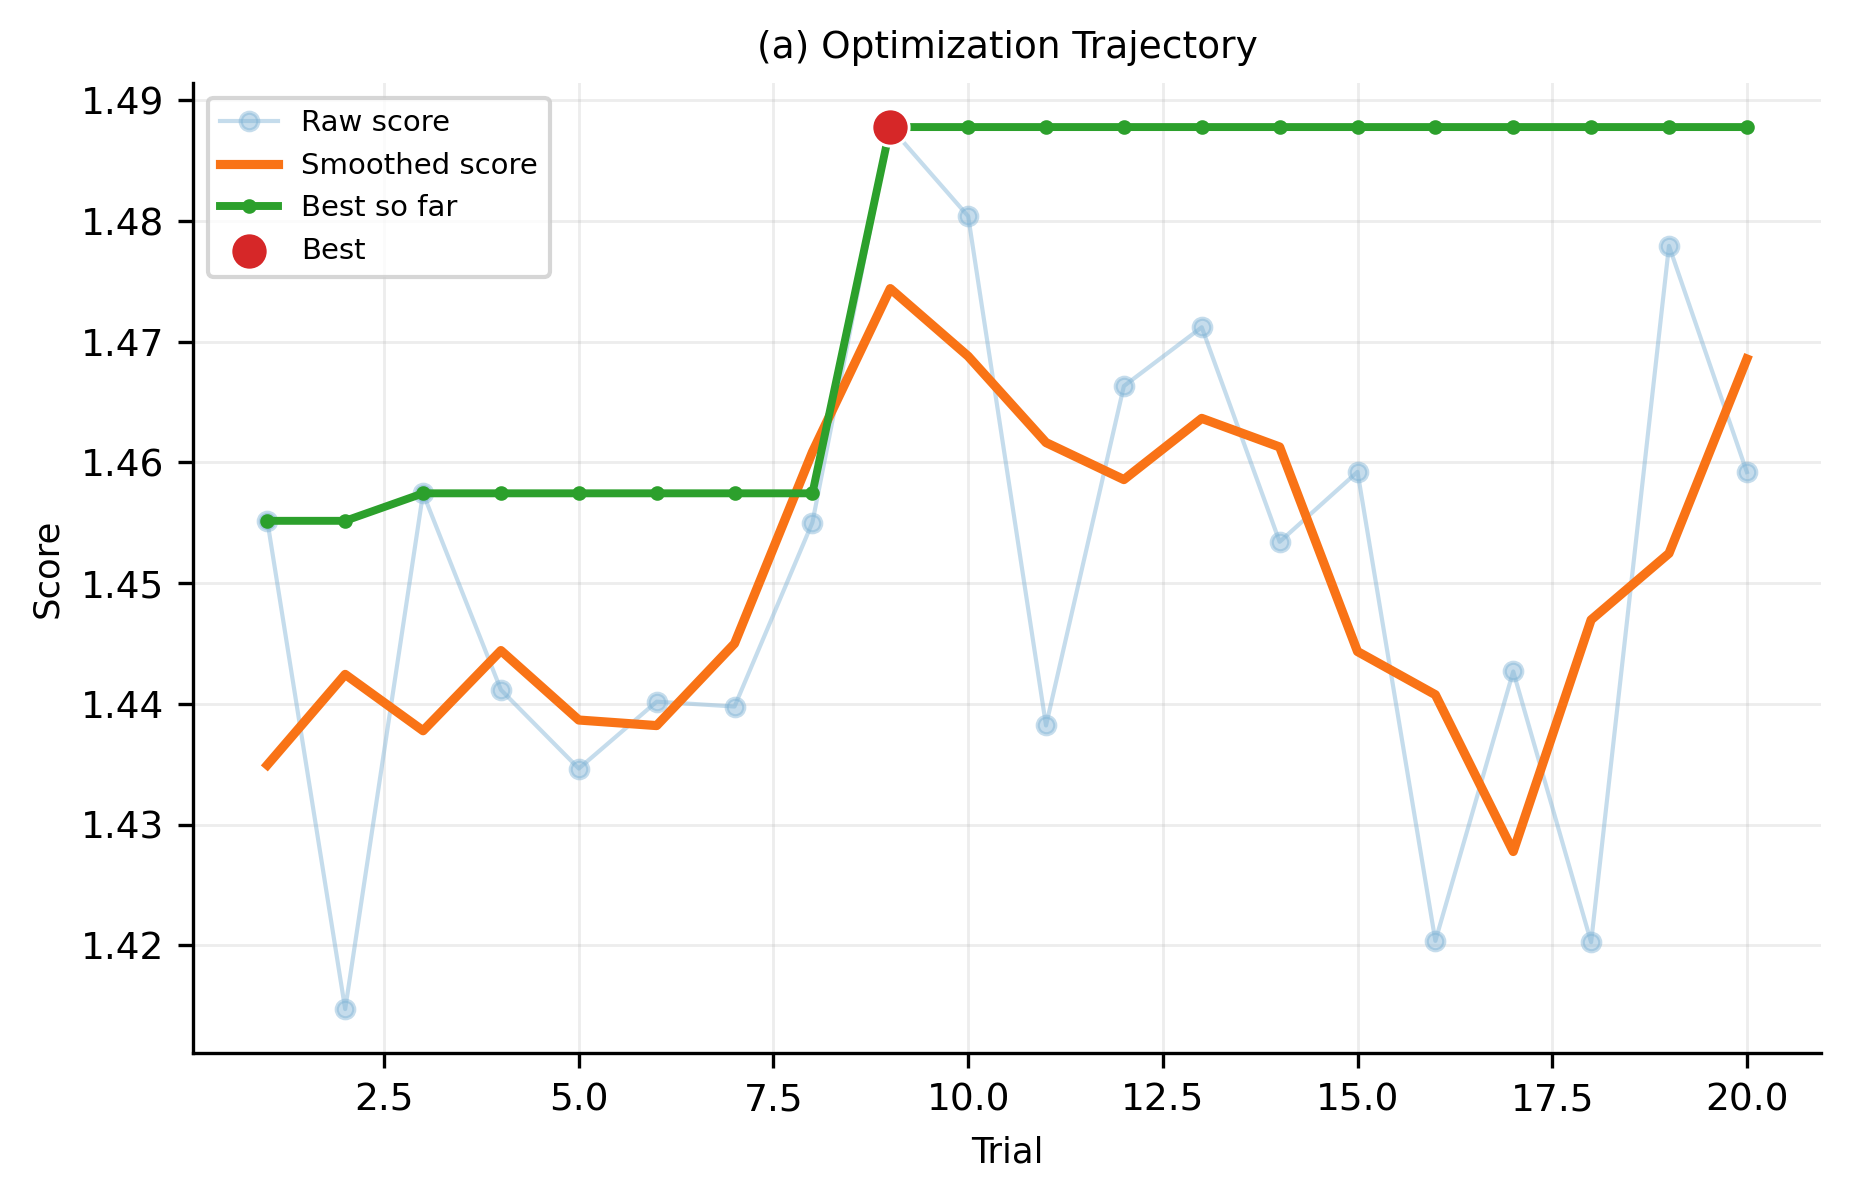 (a) Optimization Trajectory
1.49
1.48
1.47
1.46
1.45
1.44
1.43
1.42
Score
Raw score
Smoothed score
Best so far
Best
2.5 5.0 7.5 10.0 12.5 15.0 17.5 20.0
Trial